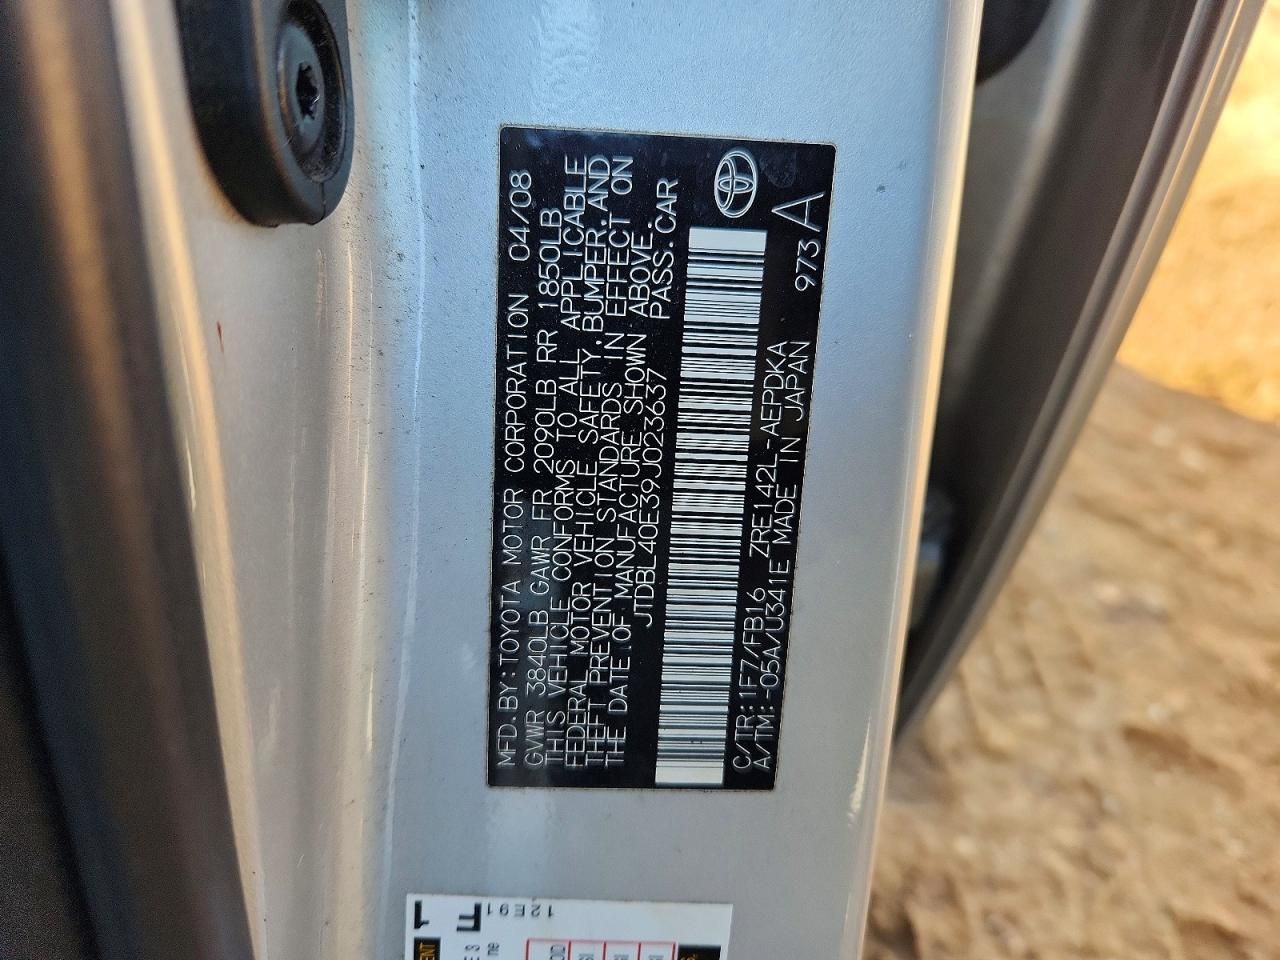 MFD.BY:TOYOTA MOTOR CORPORATION 04/08
GVWR 3840LB GAWR FR 2090LB RR 1850LB
THIS VEHICLE CONFORMS TO ALL APPLICABLE
FEDERAL MOTOR VEHICLE SAFETY, BUMPER,AND
THEFT PREVENTION STANDARDS IN EFFECT ON
THE DATE OF MANUFACTURE SHOWN ABOVE.
JTDBL40E39J023637 PASS.CAR
C/TR:1F7/FB16 ZRE142L-AEPDKA
A/TM:-05A/U341E MADE IN JAPAN
973 A
12E91